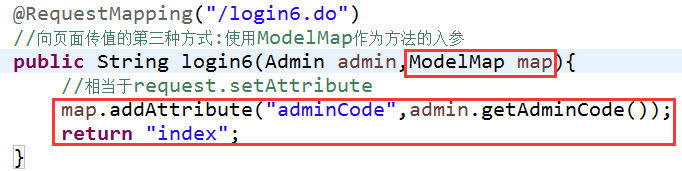 @RequestMapping("/login6.do")
//向页面传值的第三种方式:使用ModelMap作为方法的入参
public String login6(Admin admin,ModelMap map){
//相当于request.setAttribute
map.addAttribute("adminCode",admin.getAdminCode());
return "index";
}